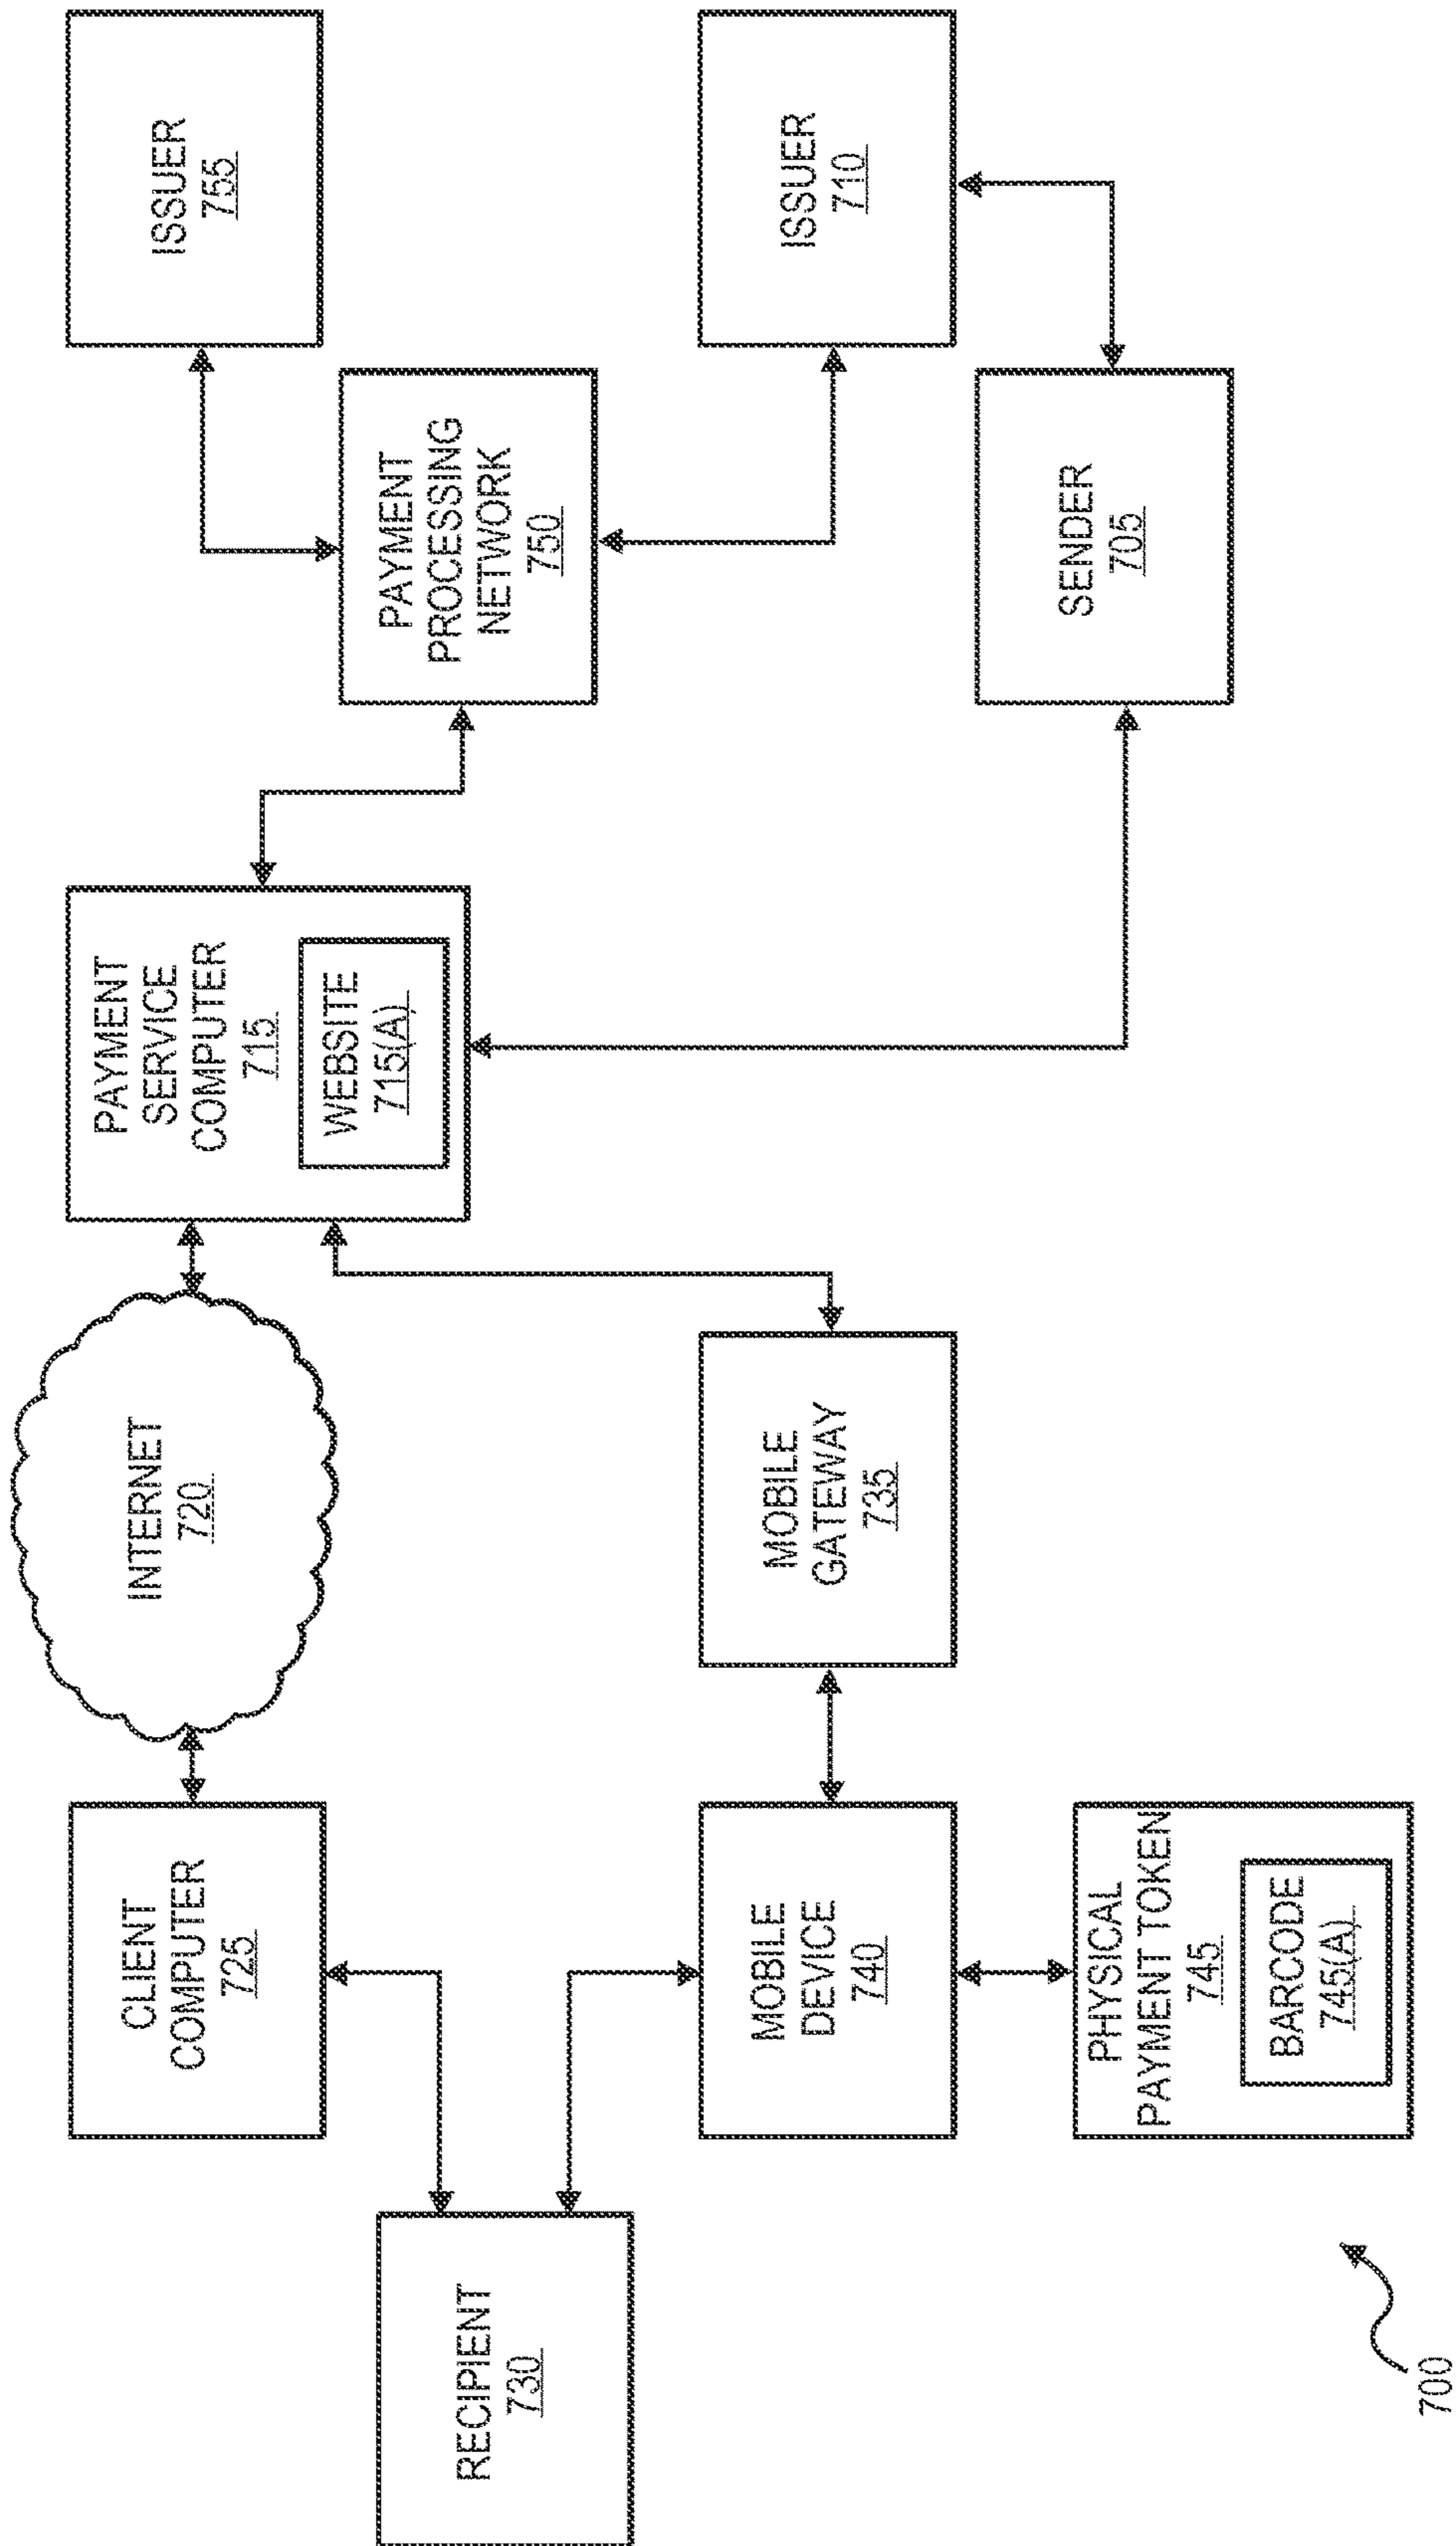 RECIPIENT
730
CLIENT
COMPUTER
725
INTERNET
720
PAYMENT
SERVICE
COMPUTER
715
WEBSITE
715(A)
PAYMENT
PROCESSING
NETWORK
750
ISSUER
755
MOBILE
DEVICE
740
MOBILE
GATEWAY
735
ISSUER
710
PHYSICAL
PAYMENT TOKEN
745
BARCODE
745(A)
SENDER
705
700